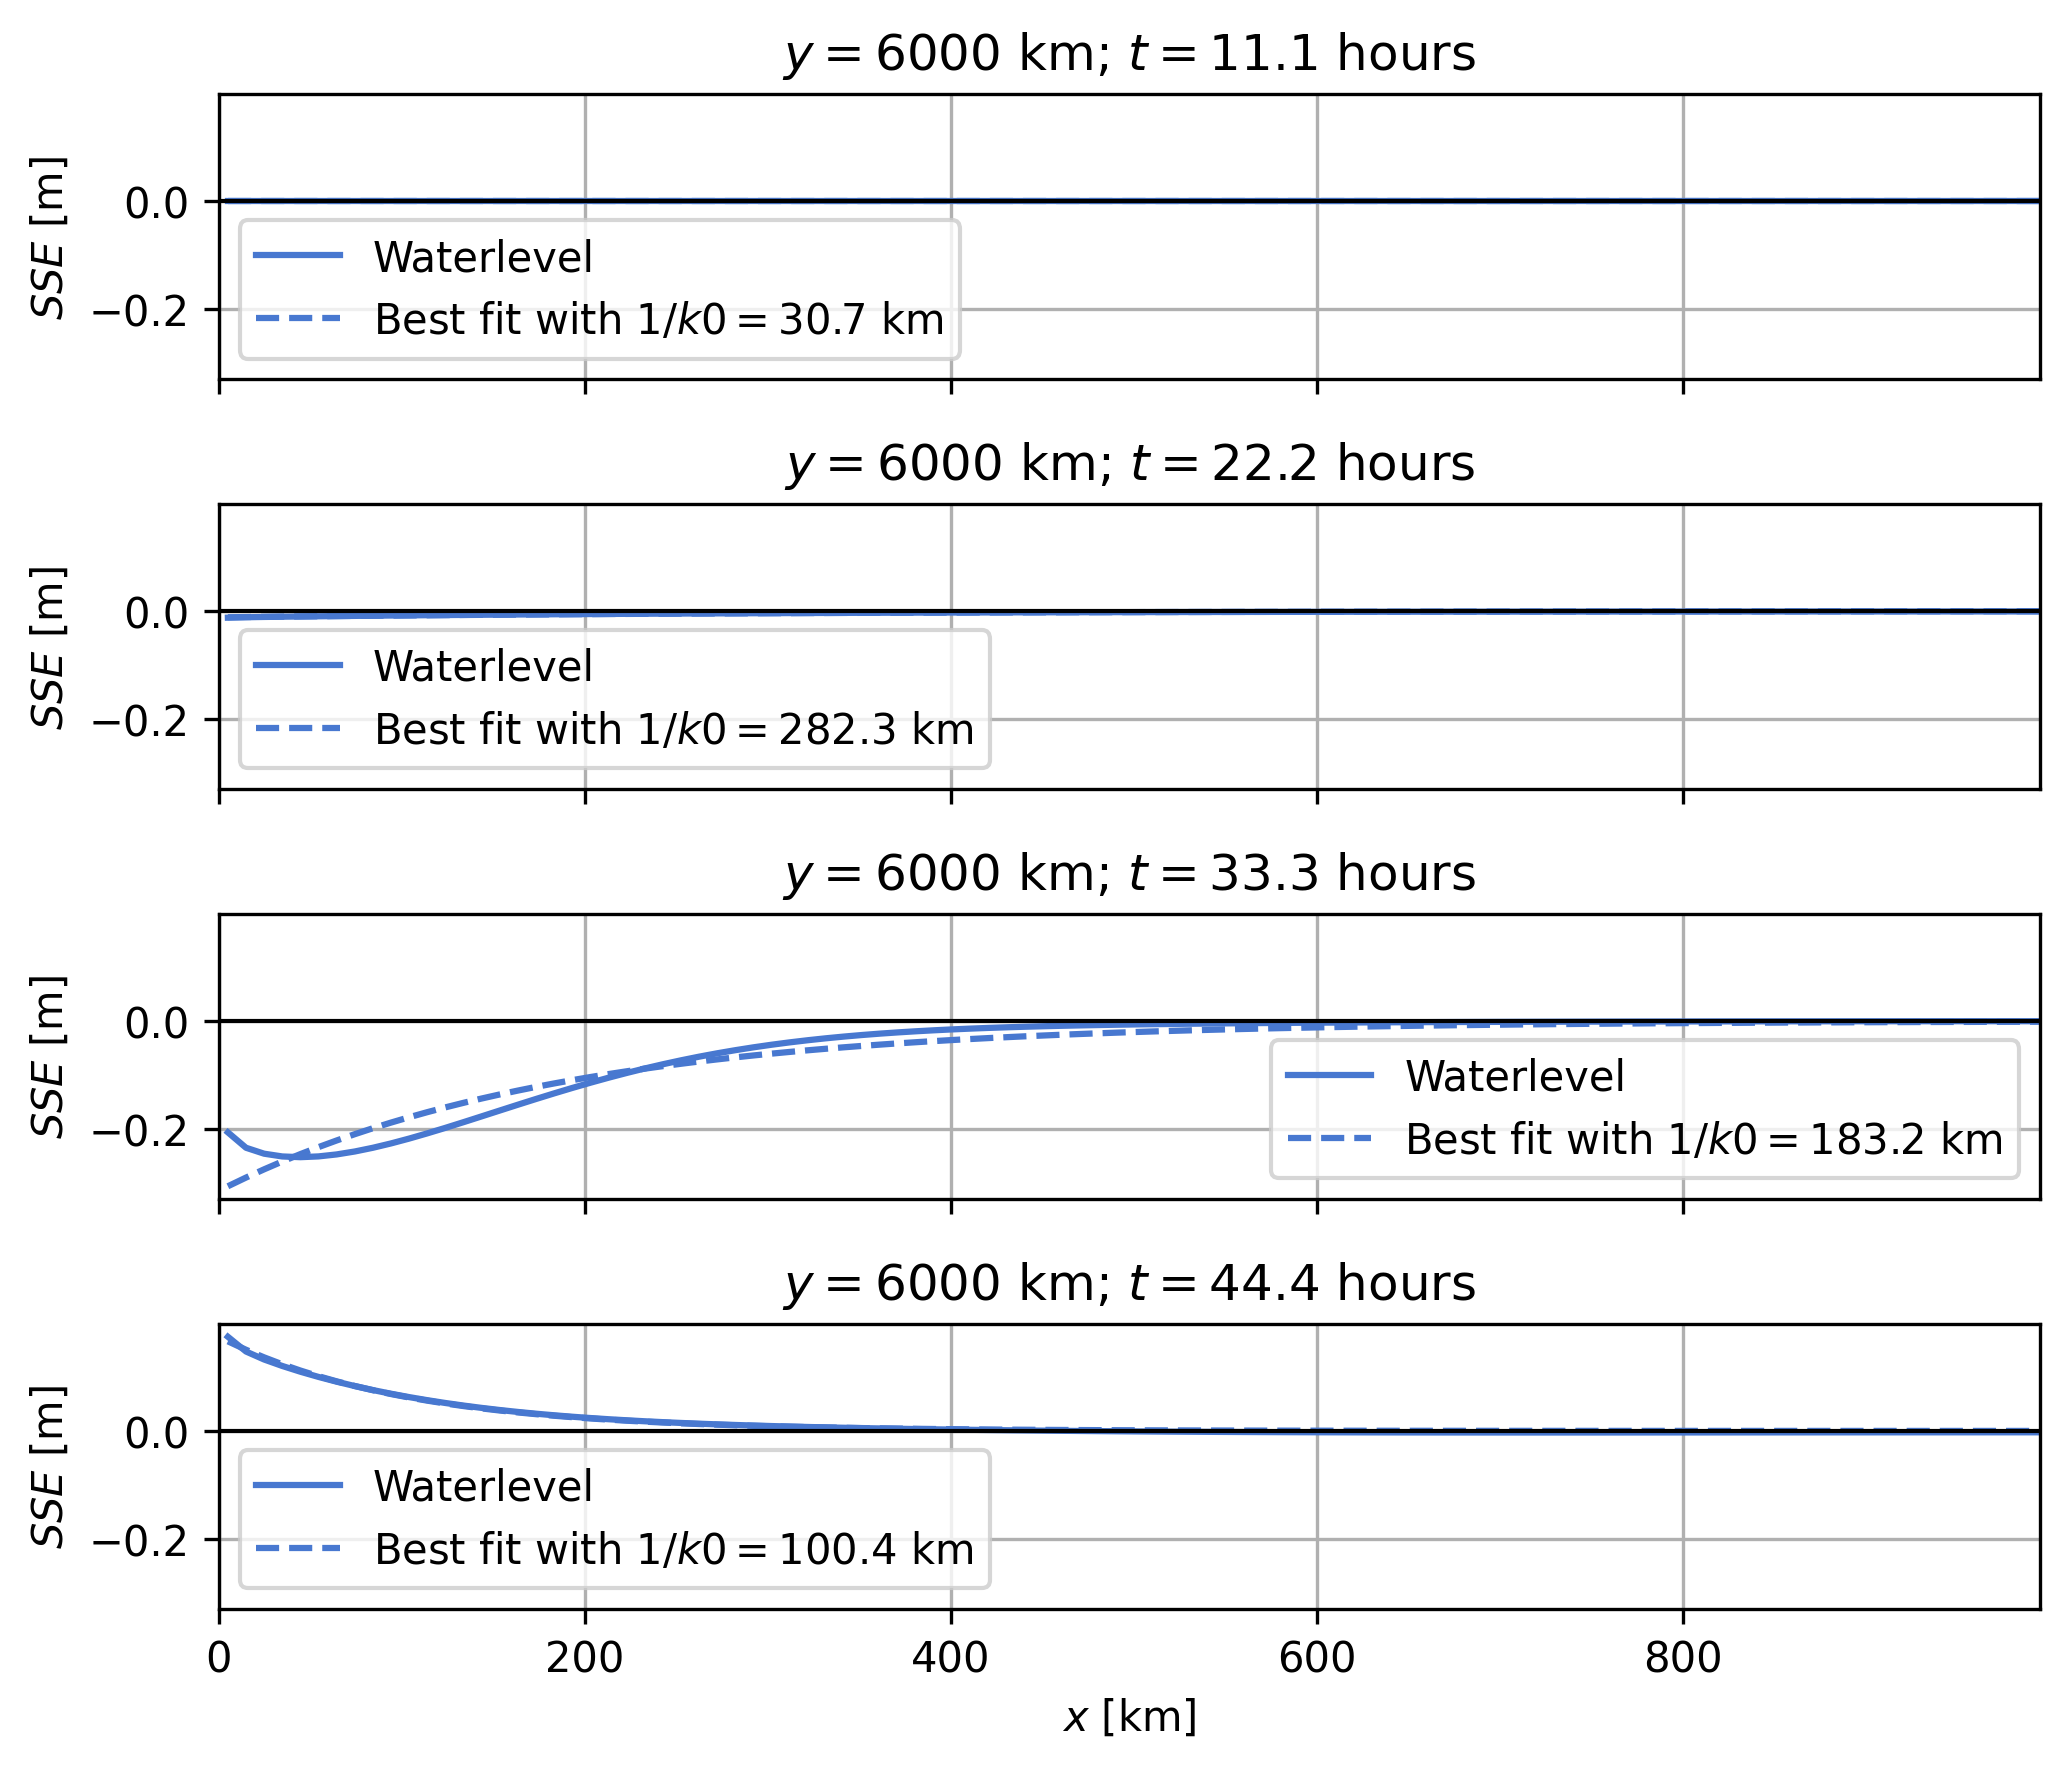 y = 6000 km; t = 11.1 hours
SSE [m]
0.0
−0.2
Waterlevel
Best fit with 1/k0 = 30.7 km
y = 6000 km; t = 22.2 hours
SSE [m]
0.0
−0.2
Waterlevel
Best fit with 1/k0 = 282.3 km
y = 6000 km; t = 33.3 hours
SSE [m]
0.0
−0.2
Waterlevel
Best fit with 1/k0 = 183.2 km
y = 6000 km; t = 44.4 hours
SSE [m]
0.0
−0.2
Waterlevel
Best fit with 1/k0 = 100.4 km
0 200 400 600 800
x [km]